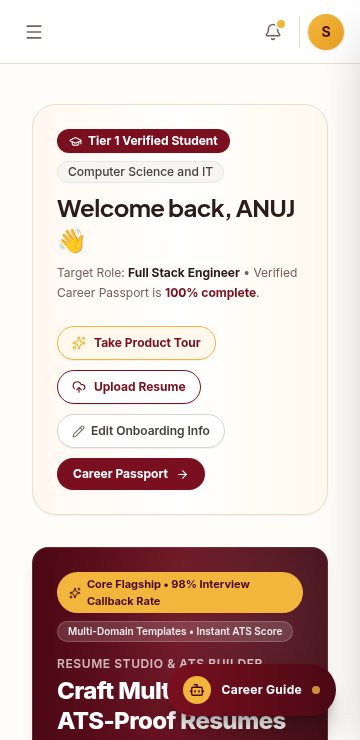 S
Tier 1 Verified Student
Computer Science and IT
Welcome back, ANUJ
👋
Target Role: Full Stack Engineer • Verified
Career Passport is 100% complete.
Take Product Tour
Upload Resume
Edit Onboarding Info
Career Passport →
Core Flagship • 98% Interview
Callback Rate
Multi-Domain Templates • Instant ATS Score
RESUME STUDIO & ATS BUILDER
Craft
Career Guide
ATS-Proof Resumes